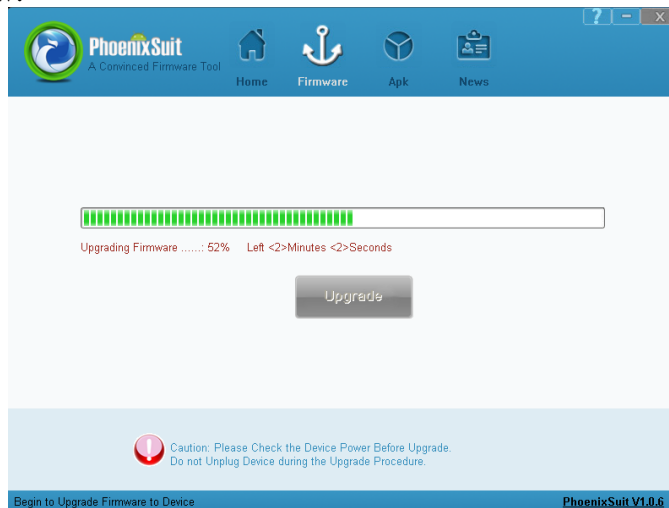 ? - X
PhoenixSuit
A Convinced Firmware Tool
Home Firmware Apk News
Upgrading Firmware ......: 52% Left <2>Minutes <2>Seconds
Upgrade
Caution: Please Check the Device Power Before Upgrade.
Do not Unplug Device during the Upgrade Procedure.
Begin to Upgrade Firmware to Device PhoenixSuit V1.0.6